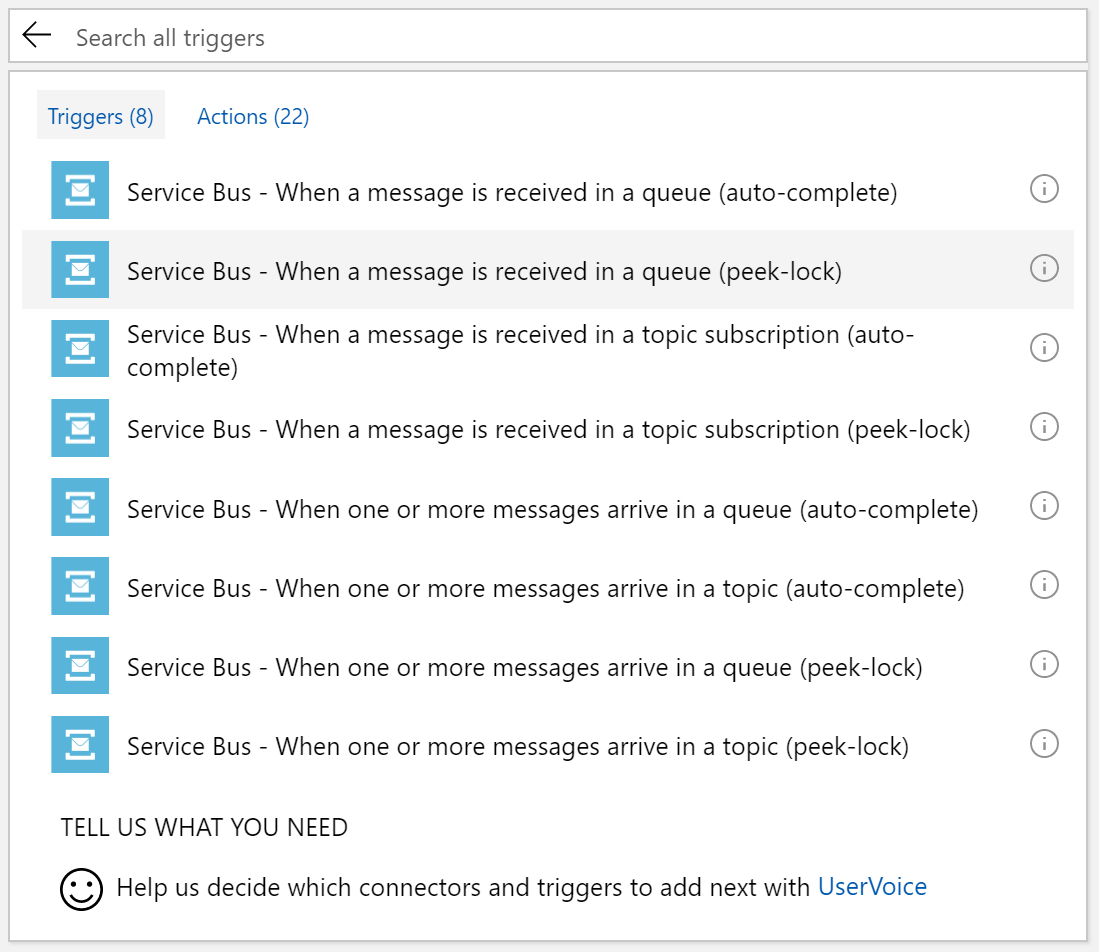 Search all triggers
Triggers (8) Actions (22)
Service Bus - When a message is received in a queue (auto-complete)
Service Bus - When a message is received in a queue (peek-lock)
Service Bus - When a message is received in a topic subscription (auto-
complete)
Service Bus - When a message is received in a topic subscription (peek-lock)
Service Bus - When one or more messages arrive in a queue (auto-complete)
Service Bus - When one or more messages arrive in a topic (auto-complete)
Service Bus - When one or more messages arrive in a queue (peek-lock)
Service Bus - When one or more messages arrive in a topic (peek-lock)
TELL US WHAT YOU NEED
Help us decide which connectors and triggers to add next with UserVoice